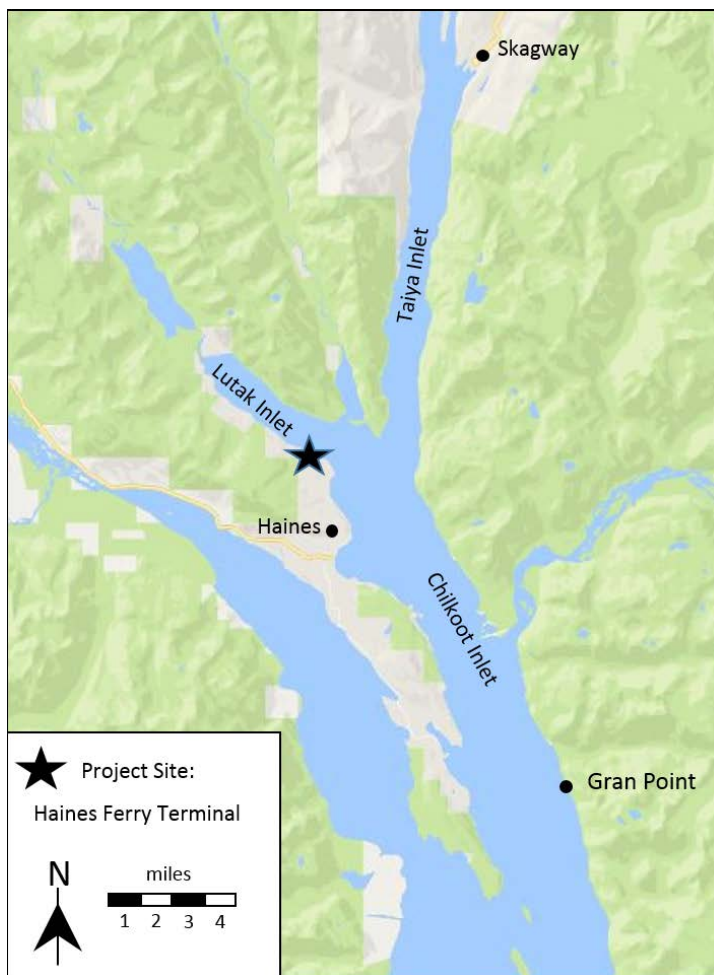 Skagway
Taiya Inlet
Lutak Inlet
Haines
Chilkoot Inlet
Gran Point
Project Site:
Haines Ferry Terminal
N
miles
1 2 3 4